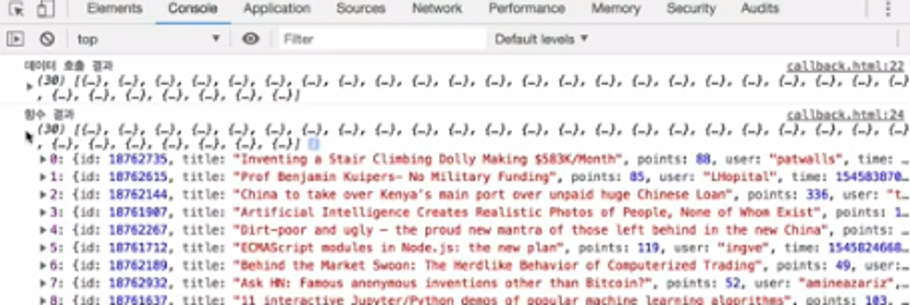 Elements Console Application Sources Network Performance Memory Security Audits
top Filter Default levels ▼
데이터 호출 결과 callback.html:22
(30) [{…}, {…}, {…}, {…}, {…}, {…}, {…}, {…}, {…}, {…}, {…}, {…}, {…}, {…}, {…}, {…}, {…}, {…}, {…}, {…}
, {…}, {…}, {…}, {…}, {…}, {…}, {…}, {…}, {…}, {…}]
함수 결과 callback.html:24
(30) [{…}, {…}, {…}, {…}, {…}, {…}, {…}, {…}, {…}, {…}, {…}, {…}, {…}, {…}, {…}, {…}, {…}, {…}, {…}, {…}
, {…}, {…}, {…}, {…}, {…}, {…}, {…}, {…}, {…}, {…}]
0: {id: 18762735, title: "Inventing a Stair Climbing Dolly Making $583K/Month", points: 88, user: "patwalls", time: …
1: {id: 18762615, title: "Prof Benjamin Kuipers– No Military Funding", points: 85, user: "LHopital", time: 154583870…
2: {id: 18762144, title: "China to take over Kenya's main port over unpaid huge Chinese Loan", points: 336, user: "t…
3: {id: 18761907, title: "Artificial Intelligence Creates Realistic Photos of People, None of Whom Exist", points: 1…
4: {id: 18762267, title: "Dirt-poor and ugly – the proud new mantra of those left behind in the new China", points: …
5: {id: 18761712, title: "ECMAScript modules in Node.js: the new plan", points: 119, user: "ingve", time: 1545824668…
6: {id: 18762189, title: "Behind the Market Swoon: The Herdlike Behavior of Computerized Trading", points: 49, user:…
7: {id: 18762932, title: "Ask HN: Famous anonymous inventions other than Bitcoin?", points: 52, user: "amineazariz",…
8: {id: 18761637, title: "11 interactive Jupyter/Python demos of popular machine learning algorithms", points: 103,